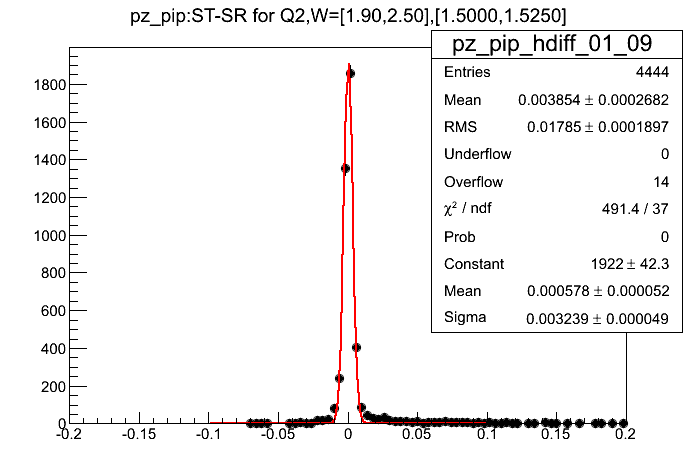 pz_pip:ST-SR for Q2,W=[1.90,2.50],[1.5000,1.5250]
pz_pip_hdiff_01_09
Entries 4444
Mean 0.003854 ± 0.0002682
RMS 0.01785 ± 0.0001897
Underflow 0
Overflow 14
χ² / ndf 491.4 / 37
Prob 0
Constant 1922 ± 42.3
Mean 0.000578 ± 0.000052
Sigma 0.003239 ± 0.000049
1800
1600
1400
1200
1000
800
600
400
200
0
-0.2 -0.15 -0.1 -0.05 0 0.05 0.1 0.15 0.2